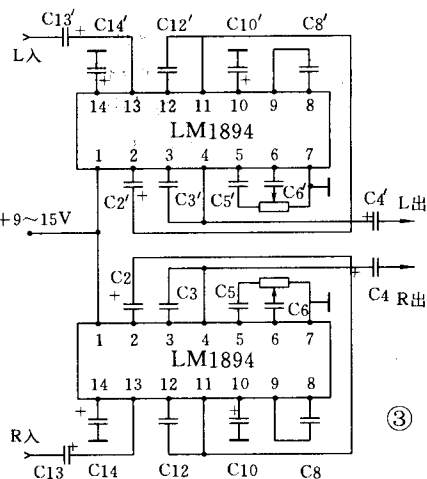 C13′ C14′ C12′ C10′ C8′
+
L入
+ +
14 13 12 11 10 9 8
LM1894
1 2 3 4 5 6 7
C2′ + C3′ C5′ C6′ C4′
+ L出
+9～15V
C2 C3 C5 C6 + C4 R出
+
1 2 3 4 5 6 7
LM1894
14 13 12 11 10 9 8
+ +
R入
+
C13 C14 C12 C10 C8
③